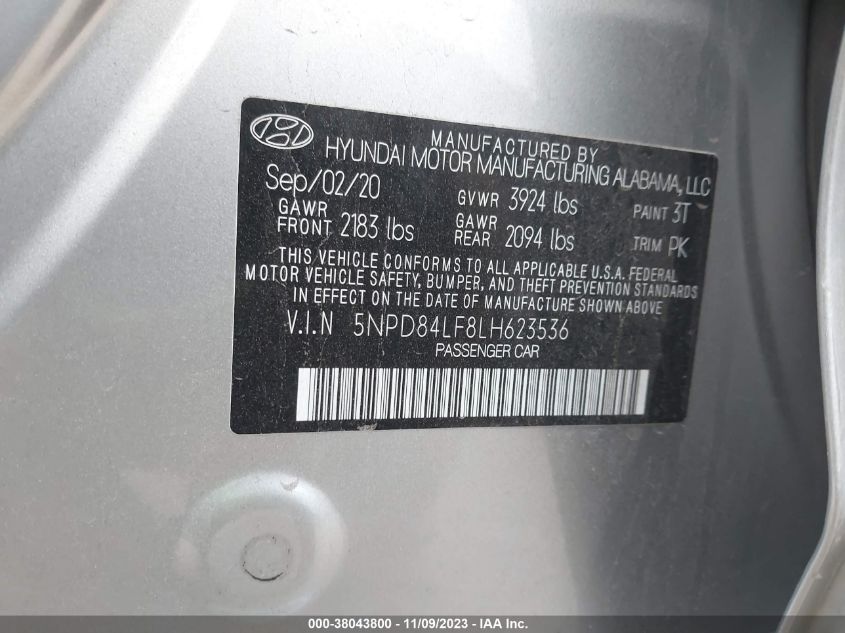 MANUFACTURED BY
HYUNDAI MOTOR MANUFACTURING ALABAMA, LLC
Sep/02/20 GVWR 3924 lbs PAINT 3T
GAWR FRONT 2183 lbs GAWR REAR 2094 lbs TRIM PK
THIS VEHICLE CONFORMS TO ALL APPLICABLE U.S.A. FEDERAL
MOTOR VEHICLE SAFETY, BUMPER, AND THEFT PREVENTION STANDARDS
IN EFFECT ON THE DATE OF MANUFACTURE SHOWN ABOVE
V.I.N 5NPD84LF8LH623536
PASSENGER CAR
000-38043800 - 11/09/2023 - IAA Inc.